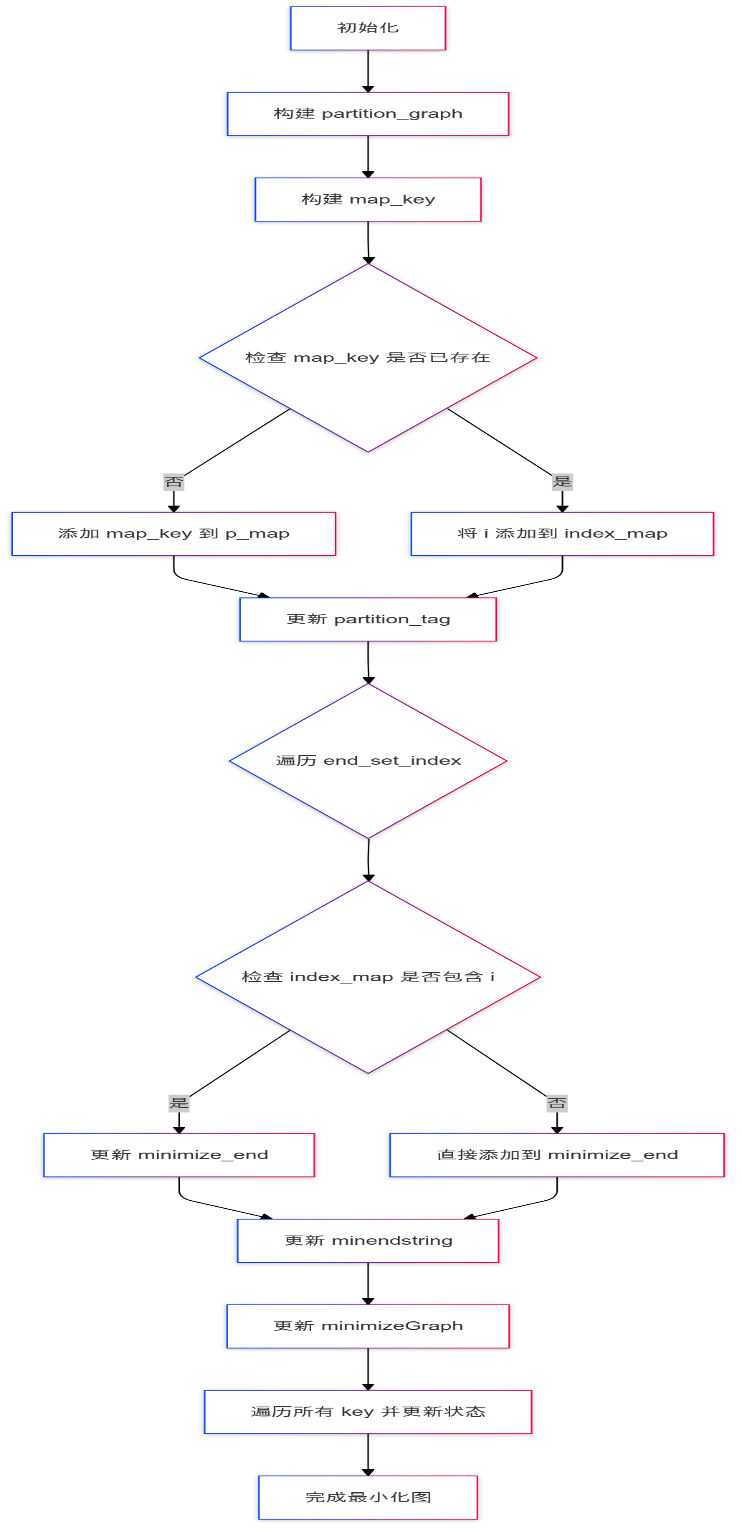 初始化
构建 partition_graph
构建 map_key
检查 map_key 是否已存在
否
是
添加 map_key 到 p_map
将 i 添加到 index_map
更新 partition_tag
遍历 end_set_index
检查 index_map 是否包含 i
是
否
更新 minimize_end
直接添加到 minimize_end
更新 minendstring
更新 minimizeGraph
遍历所有 key 并更新状态
完成最小化图